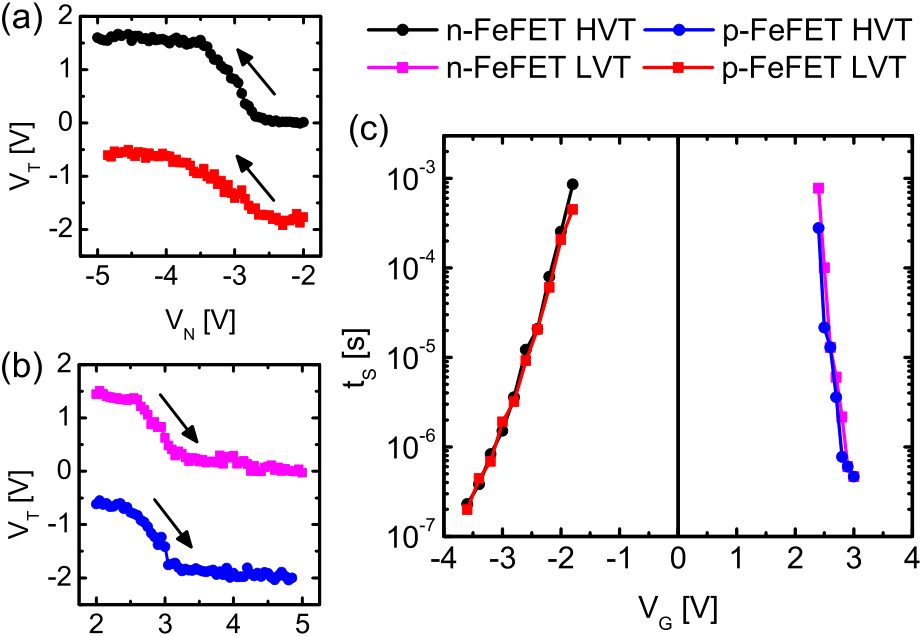 (a)
n-FeFET HVT p-FeFET HVT
n-FeFET LVT p-FeFET LVT
2
1
0
-1
-2
V_T [V]
-5 -4 -3 -2
V_N [V]
(b)
2
1
0
-1
-2
V_T [V]
2 3 4 5
(c)
10^-3
10^-4
10^-5
10^-6
10^-7
t_S [s]
-4 -3 -2 -1 0 1 2 3 4
V_G [V]